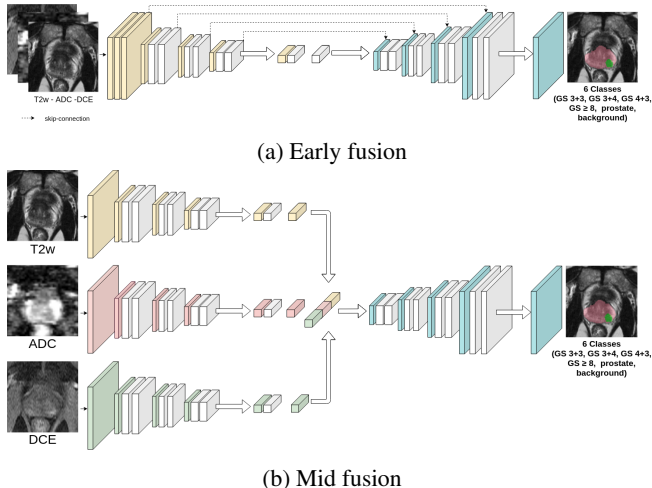 T2w - ADC -DCE
skip-connection
6 Classes
(GS 3+3, GS 3+4, GS 4+3,
GS ≥ 8, prostate,
background)
(a) Early fusion
T2w
ADC
DCE
6 Classes
(GS 3+3, GS 3+4, GS 4+3,
GS ≥ 8, prostate,
background)
(b) Mid fusion